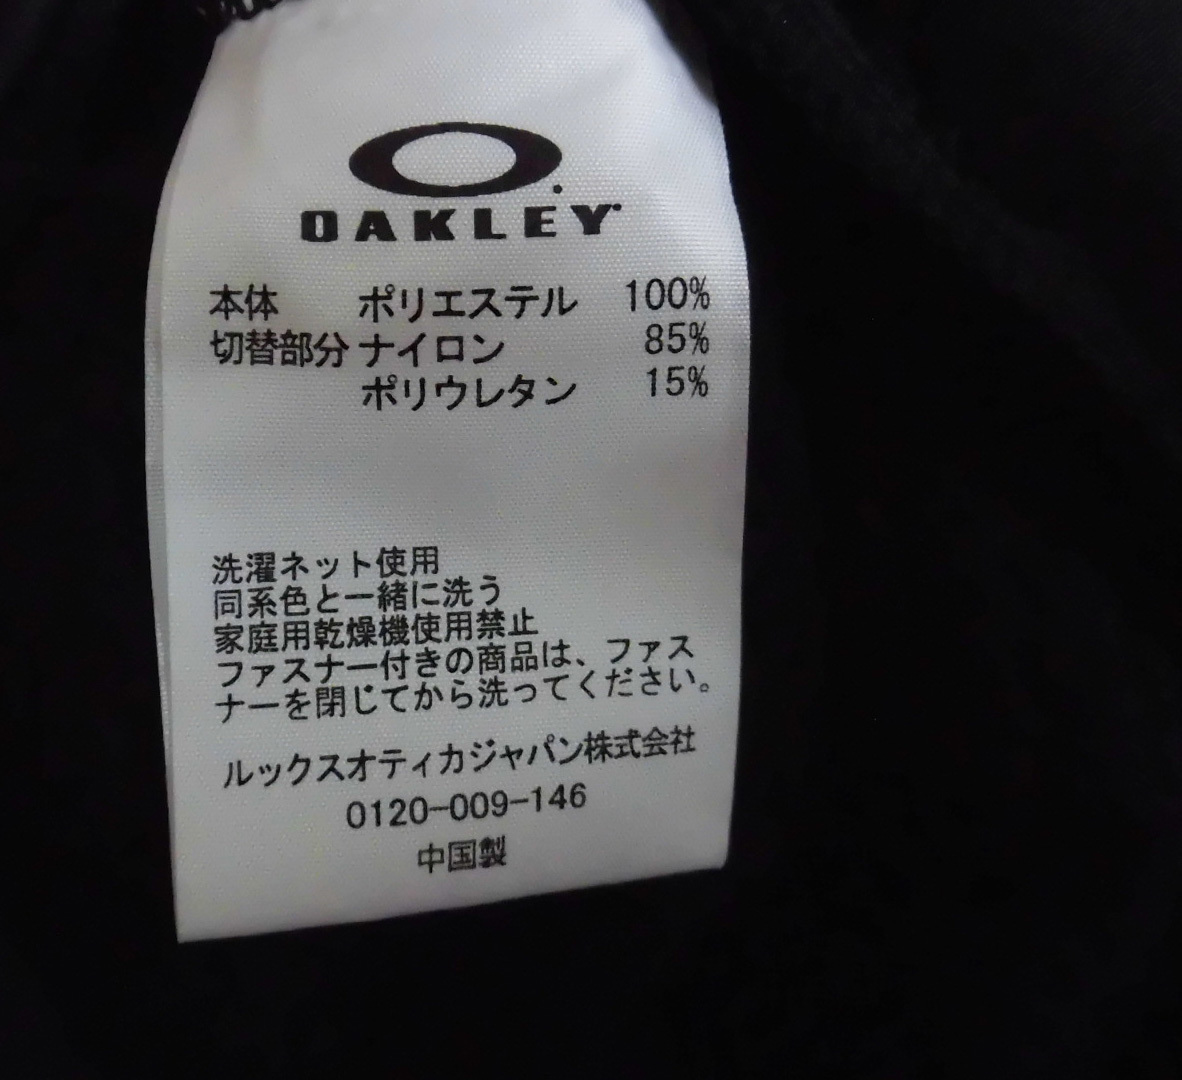 OAKLEY
本体 ポリエステル 100%
切替部分 ナイロン 85%
ポリウレタン 15%
洗濯ネット使用
同系色と一緒に洗う
家庭用乾燥機使用禁止
ファスナー付きの商品は、ファス
ナーを閉じてから洗ってください。
ルックスオティカジャパン株式会社
0120-009-146
中国製